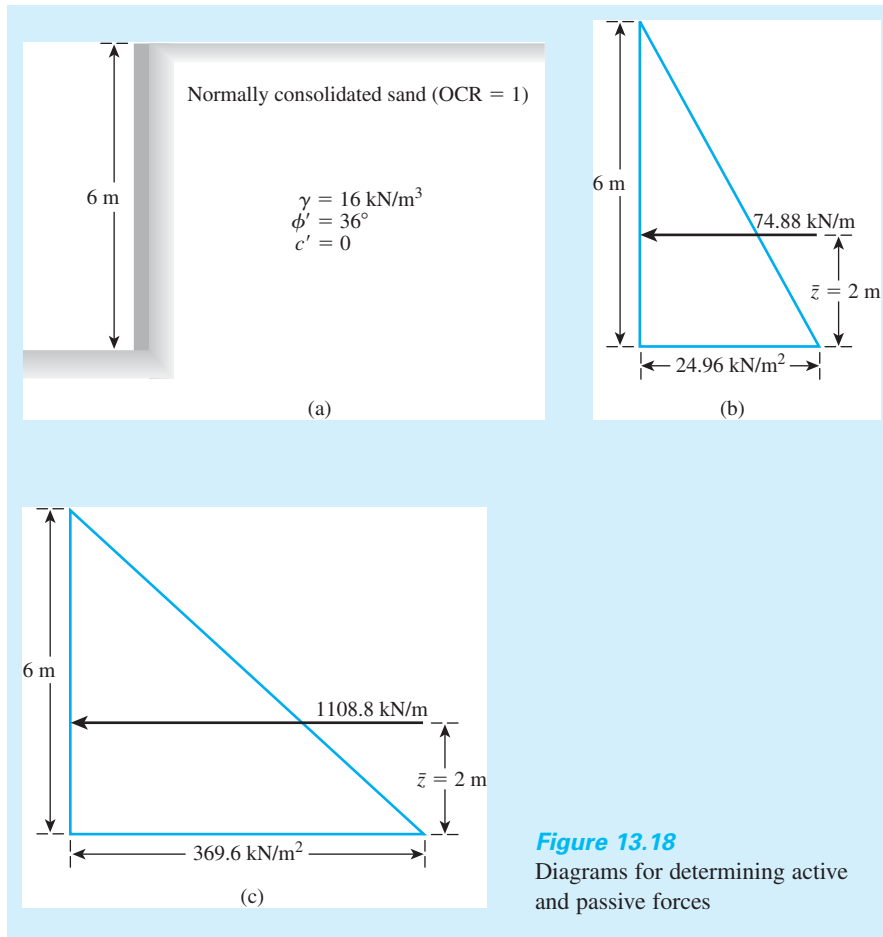 Normally consolidated sand (OCR = 1)
6 m
γ = 16 kN/m³
ϕ′ = 36°
c′ = 0
(a)
6 m
74.88 kN/m
z̄ = 2 m
24.96 kN/m²
(b)
6 m
1108.8 kN/m
z̄ = 2 m
369.6 kN/m²
(c)
Figure 13.18
Diagrams for determining active
and passive forces